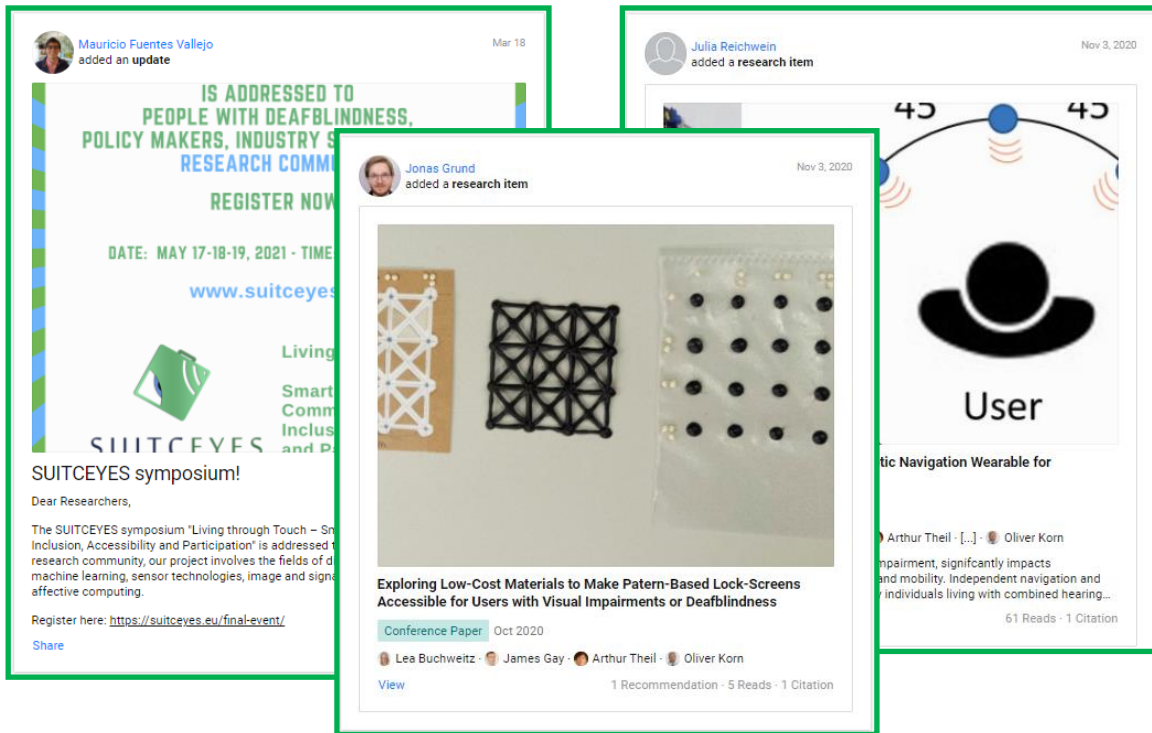 Mauricio Fuentes Vallejo
added an update
Mar 18
IS ADDRESSED TO
PEOPLE WITH DEAFBLINDNESS,
POLICY MAKERS, INDUSTRY S
RESEARCH COMMU
REGISTER NOW
DATE: MAY 17-18-19, 2021 - TIME
www.suitceyes
Living
Smart
Comm
Inclus
and Pa
SUITCEYES
SUITCEYES symposium!
Dear Researchers,
The SUITCEYES symposium "Living through Touch – Sm
Inclusion, Accessibility and Participation" is addressed t
research community, our project involves the fields of d
machine learning, sensor technologies, image and signa
affective computing.
Register here: https://suitceyes.eu/final-event/
Share
Jonas Grund
added a research item
Nov 3, 2020
Exploring Low-Cost Materials to Make Patern-Based Lock-Screens
Accessible for Users with Visual Impairments or Deafblindness
Conference Paper Oct 2020
Lea Buchweitz · James Gay · Arthur Theil · Oliver Korn
View
1 Recommendation · 5 Reads · 1 Citation
Julia Reichwein
added a research item
Nov 3, 2020
45 45
User
tic Navigation Wearable for
Arthur Theil · [...] · Oliver Korn
mpairment, signifcantly impacts
and mobility. Independent navigation and
individuals living with combined hearing...
61 Reads · 1 Citation